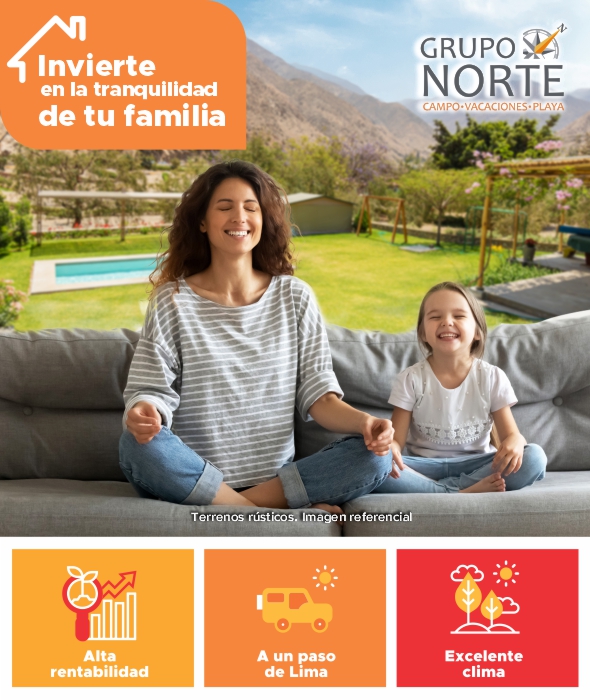 Invierte
en la tranquilidad
de tu familia
GRUPO
NORTE
CAMPO•VACACIONES•PLAYA
N
Terrenos rústicos. Imagen referencial
Alta
rentabilidad
A un paso
de Lima
Excelente
clima